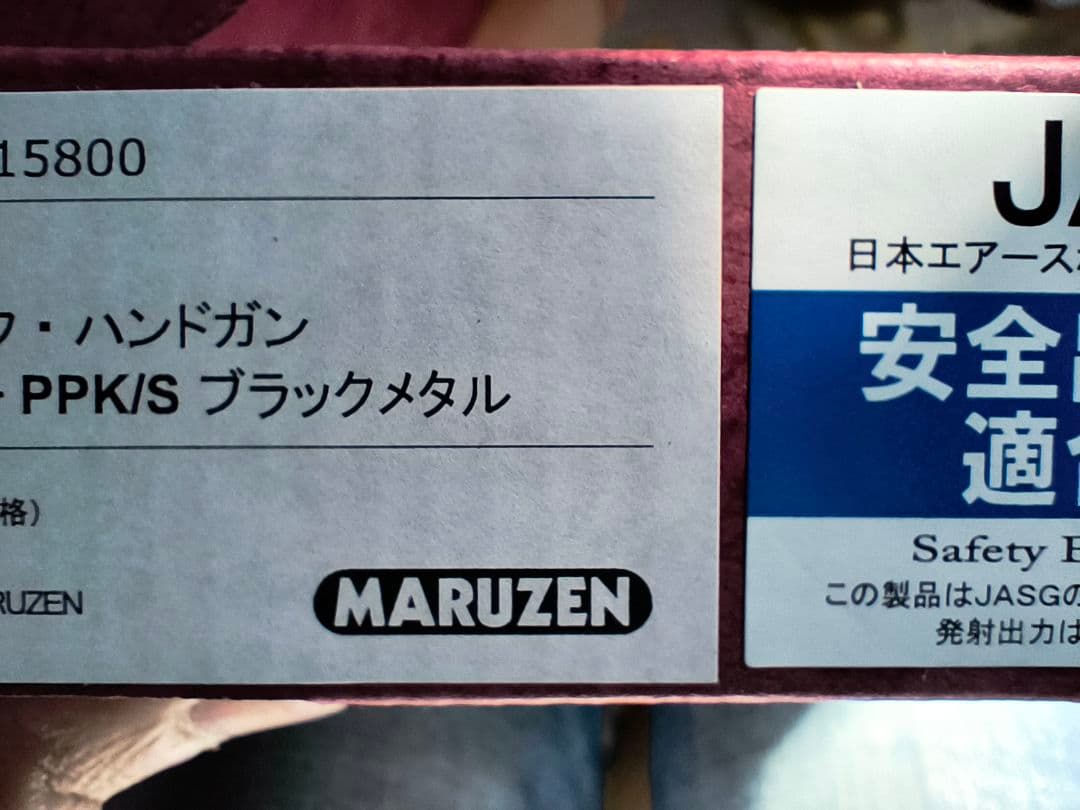 15800
・ハンドガン
PPK/S ブラックメタル
格)
RUZEN
MARUZEN
日本エアース
安全
適
Safety
この製品はJASGの
発射出力は